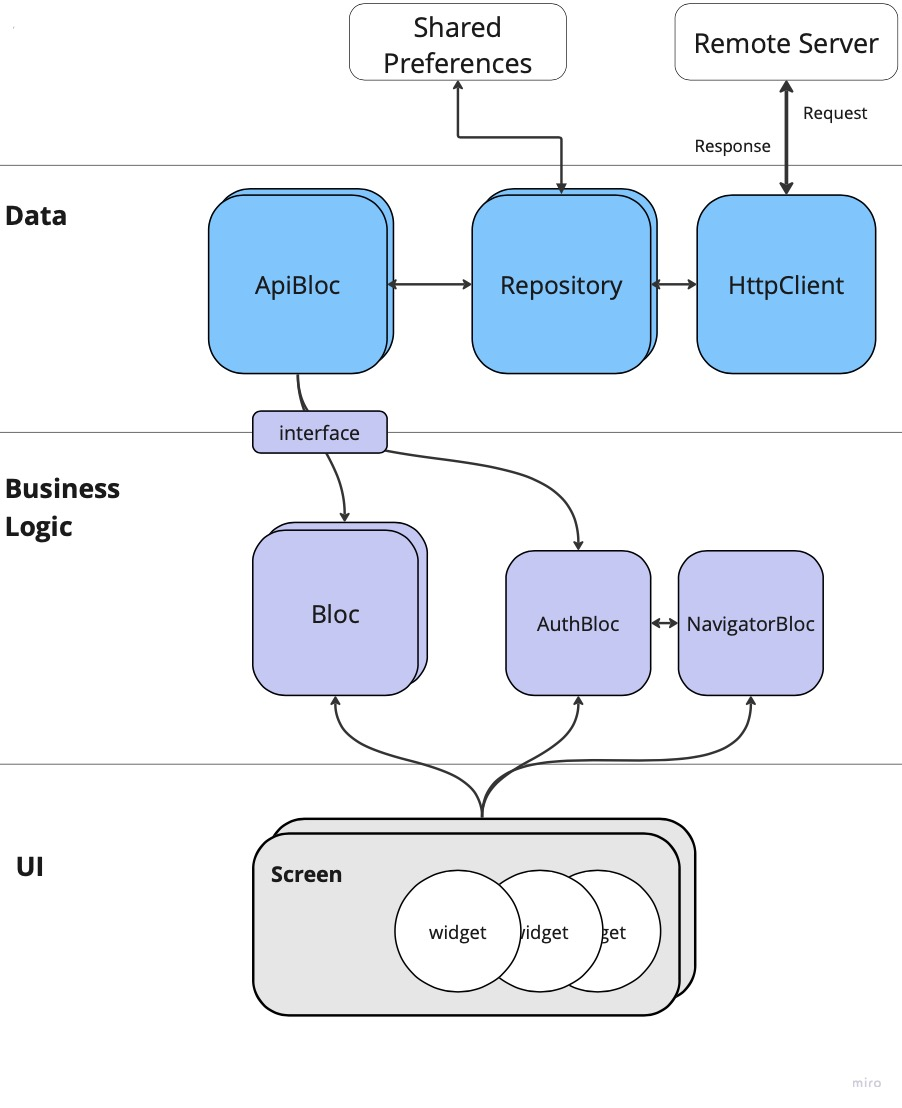 Shared
Preferences
Remote Server
Request
Response
Data
ApiBloc
Repository
HttpClient
interface
Business
Logic
Bloc
AuthBloc
NavigatorBloc
UI
Screen
widget
widget
get
miro